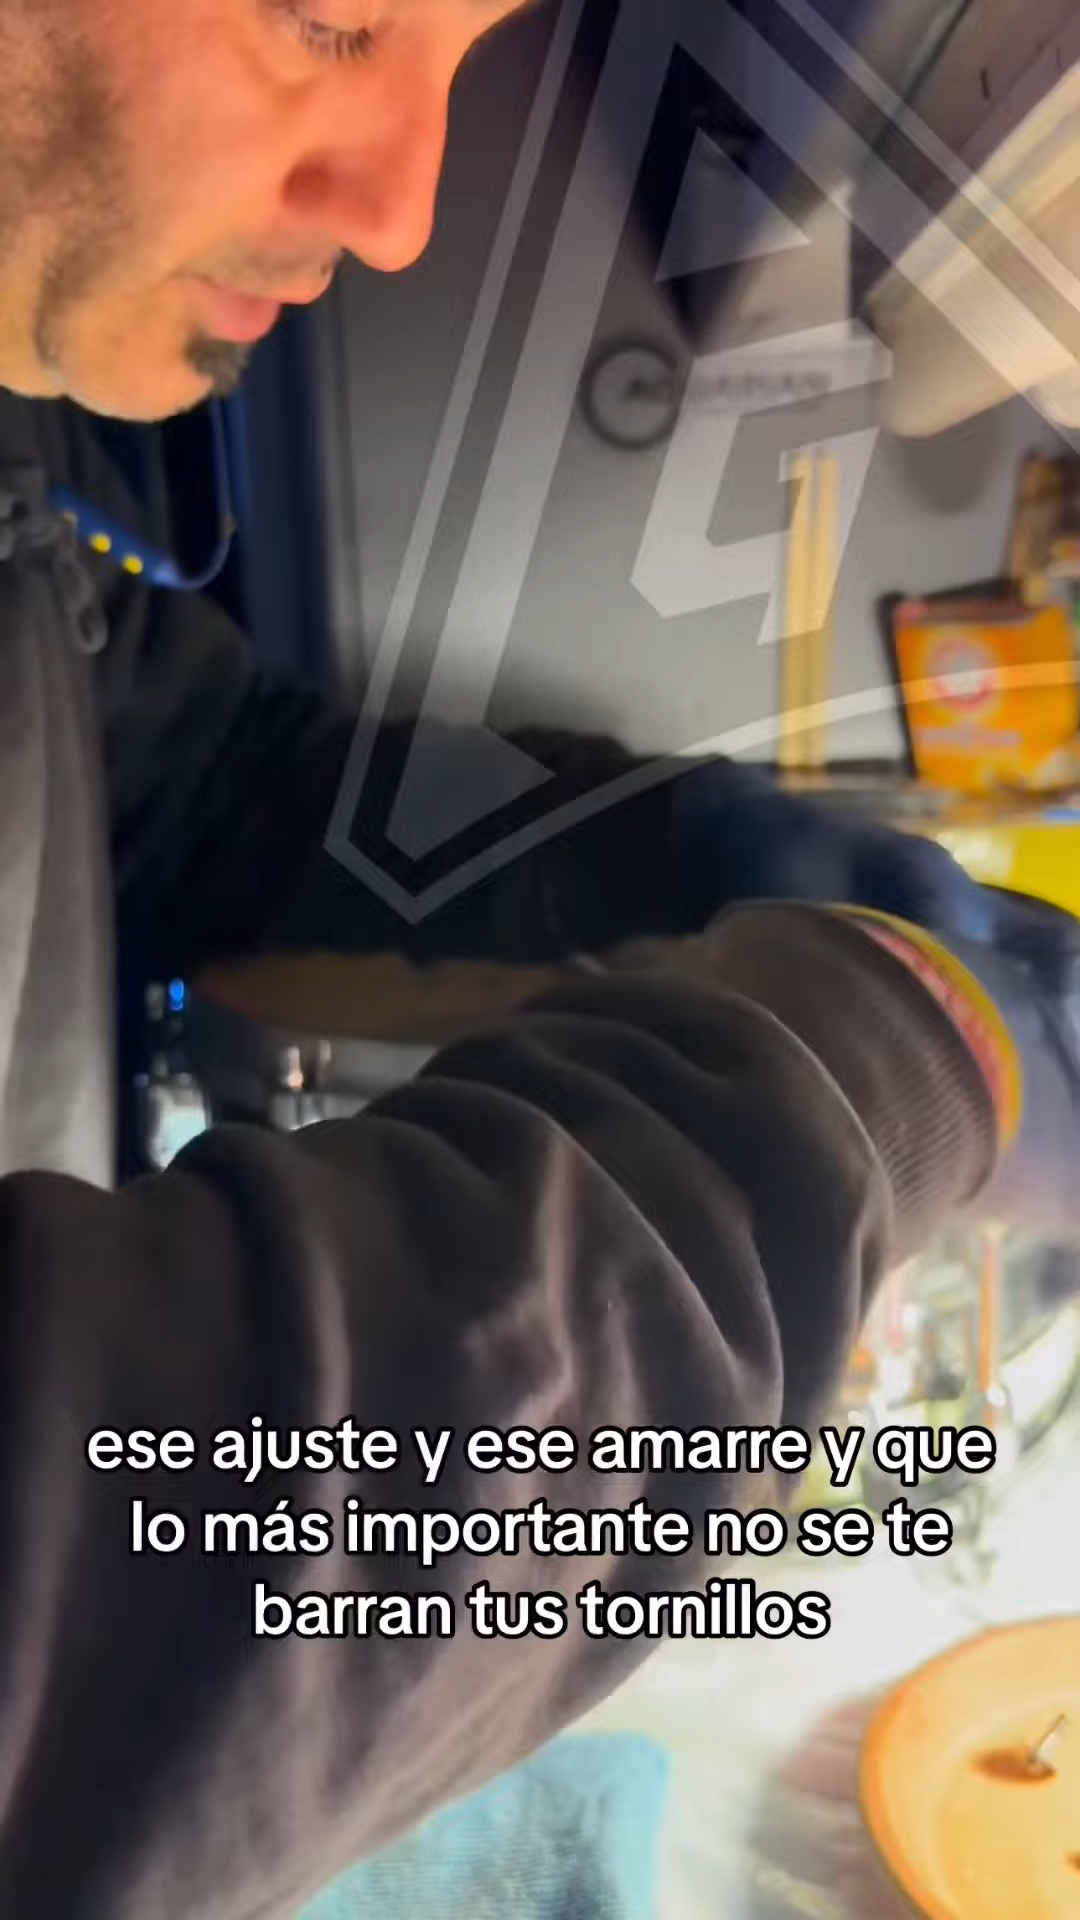 ese ajuste y ese amarre y que
lo más importante no se te
barran tus tornillos